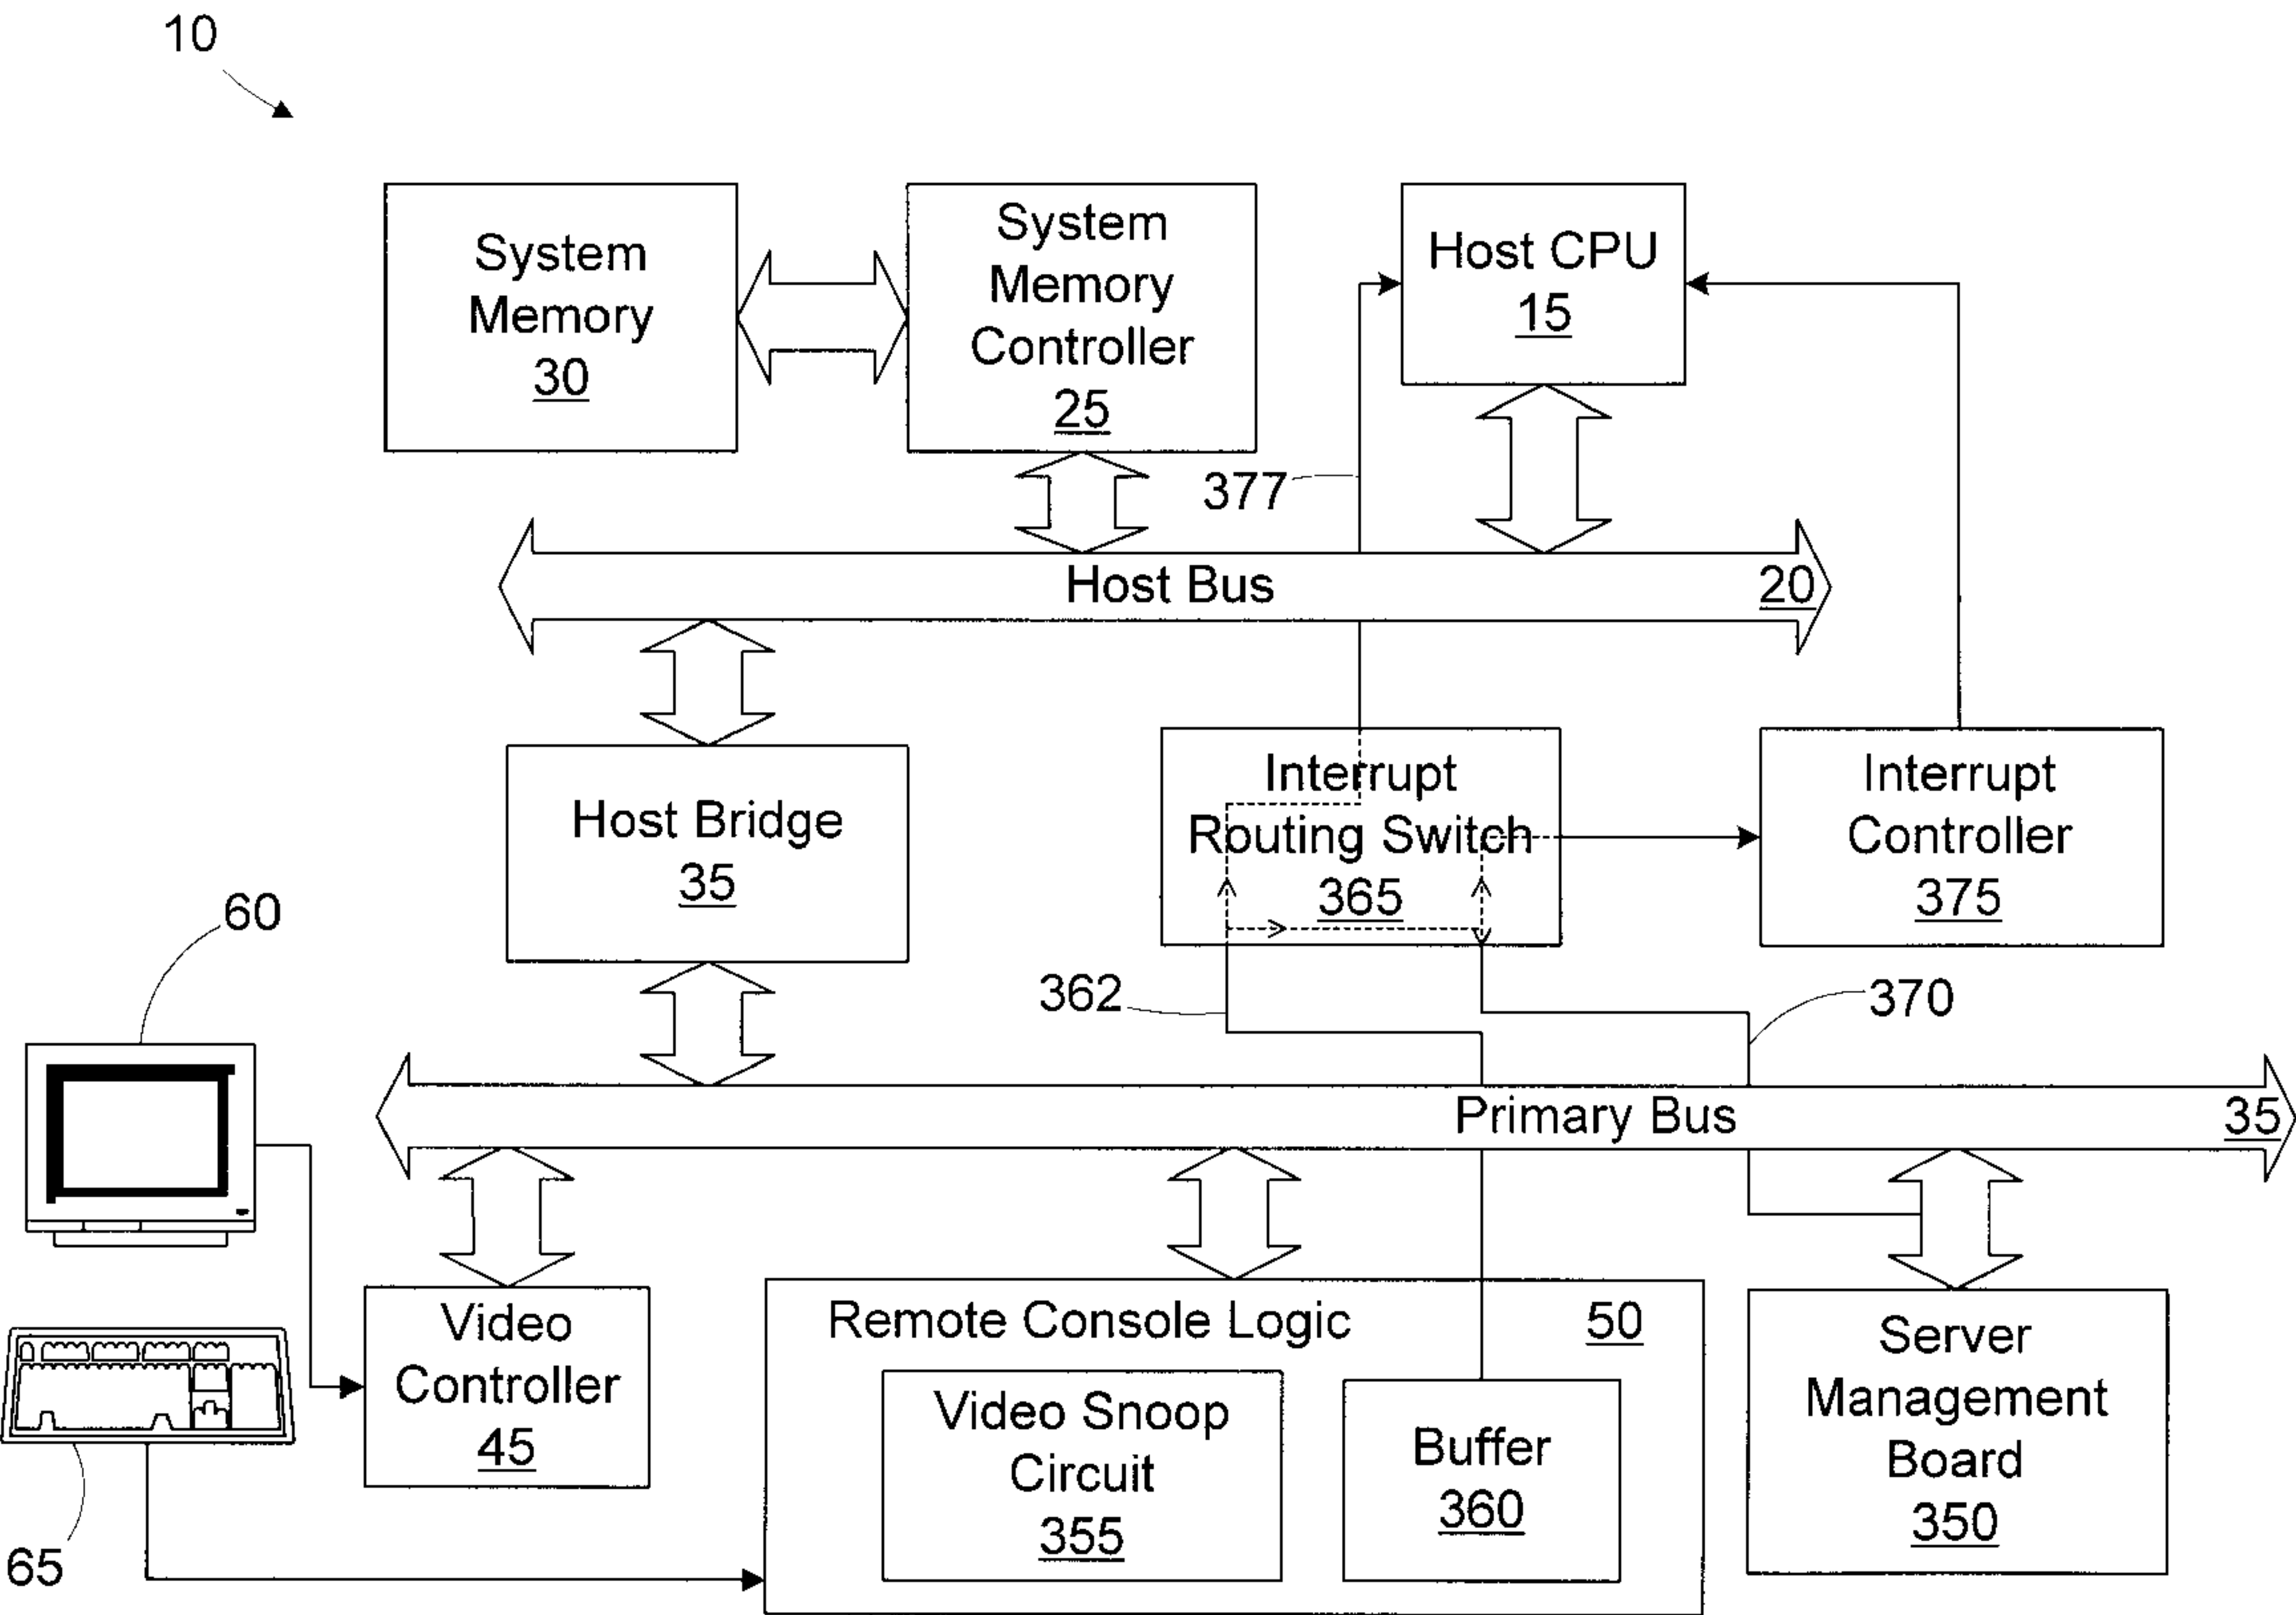 10
System
Memory
30
System
Memory
Controller
25
Host CPU
15
377
Host Bus
20
Host Bridge
35
Interrupt
Routing Switch
365
Interrupt
Controller
375
60
362
370
Primary Bus
35
Video
Controller
45
Remote Console Logic
50
Video Snoop
Circuit
355
Buffer
360
Server
Management
Board
350
65